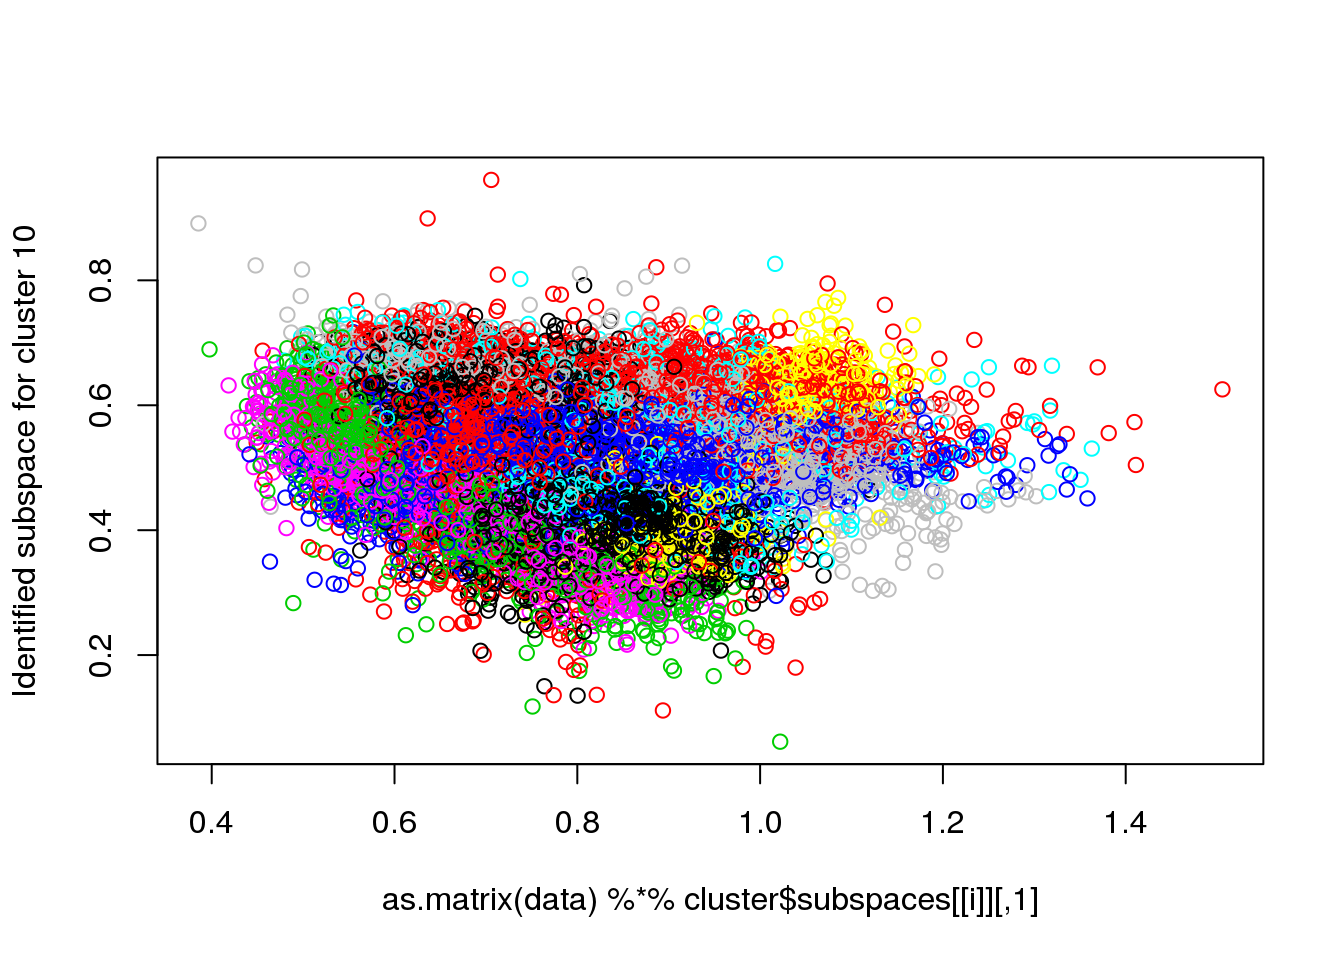 Identified subspace for cluster 10
0.8
0.6
0.4
0.2
0.4 0.6 0.8 1.0 1.2 1.4
as.matrix(data) %*% cluster$subspaces[[i]][,1]